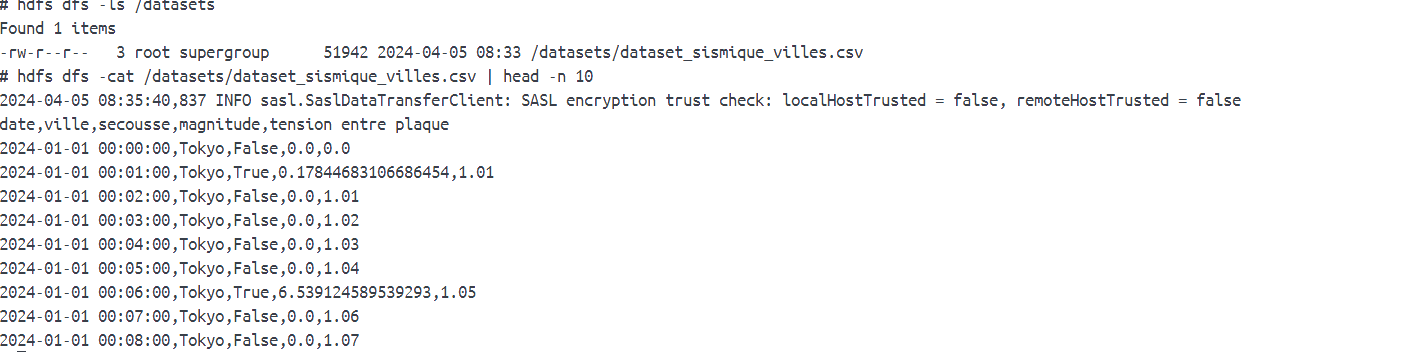 # hdfs dfs -ls /datasets
Found 1 items
-rw-r--r--   3 root supergroup      51942 2024-04-05 08:33 /datasets/dataset_sismique_villes.csv
# hdfs dfs -cat /datasets/dataset_sismique_villes.csv | head -n 10
2024-04-05 08:35:40,837 INFO sasl.SaslDataTransferClient: SASL encryption trust check: localHostTrusted = false, remoteHostTrusted = false
date,ville,secousse,magnitude,tension entre plaque
2024-01-01 00:00:00,Tokyo,False,0.0,0.0
2024-01-01 00:01:00,Tokyo,True,0.17844683106686454,1.01
2024-01-01 00:02:00,Tokyo,False,0.0,1.01
2024-01-01 00:03:00,Tokyo,False,0.0,1.02
2024-01-01 00:04:00,Tokyo,False,0.0,1.03
2024-01-01 00:05:00,Tokyo,False,0.0,1.04
2024-01-01 00:06:00,Tokyo,True,6.539124589539293,1.05
2024-01-01 00:07:00,Tokyo,False,0.0,1.06
2024-01-01 00:08:00,Tokyo,False,0.0,1.07